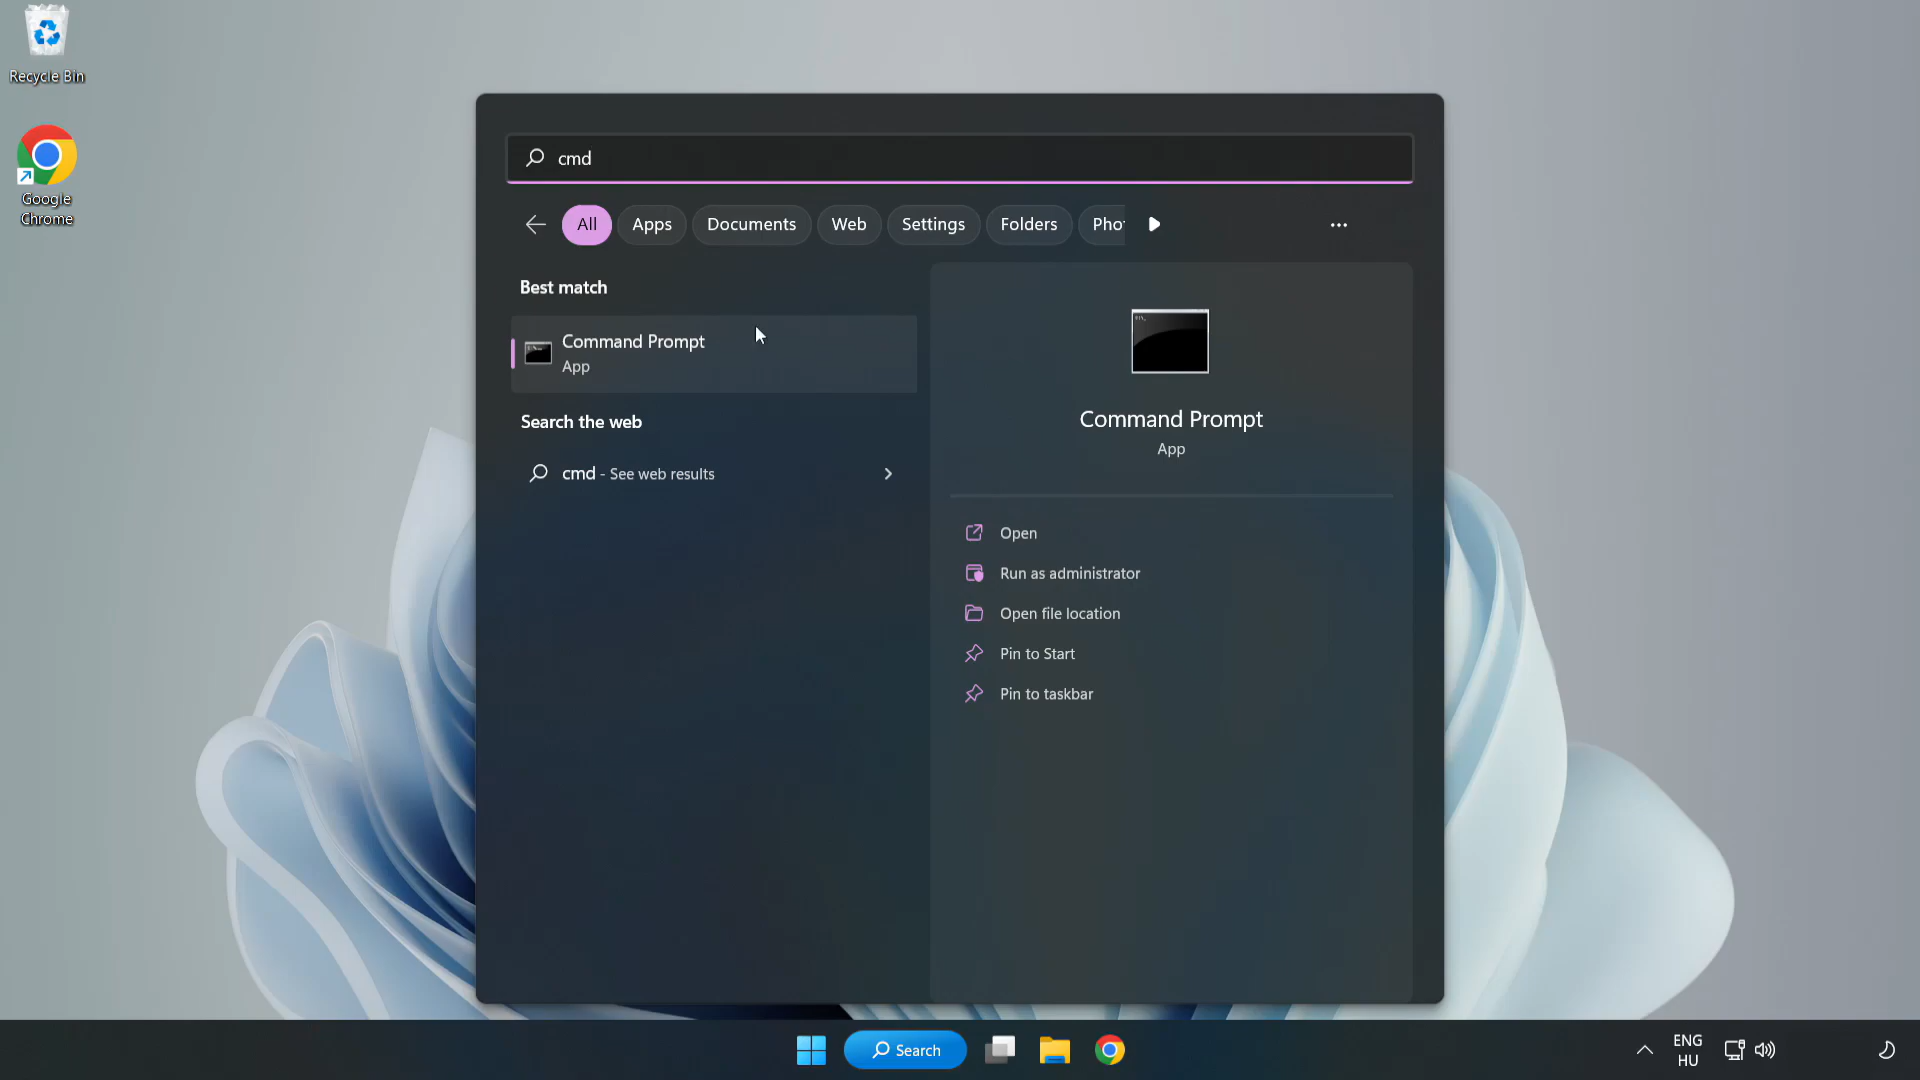 Recycle Bin
Google
Chrome
cmd
All
Apps
Documents
Web
Settings
Folders
Pho
Best match
Command Prompt
App
Search the web
cmd - See web results
Command Prompt
App
Open
Run as administrator
Open file location
Pin to Start
Pin to taskbar
Search
ENG
HU